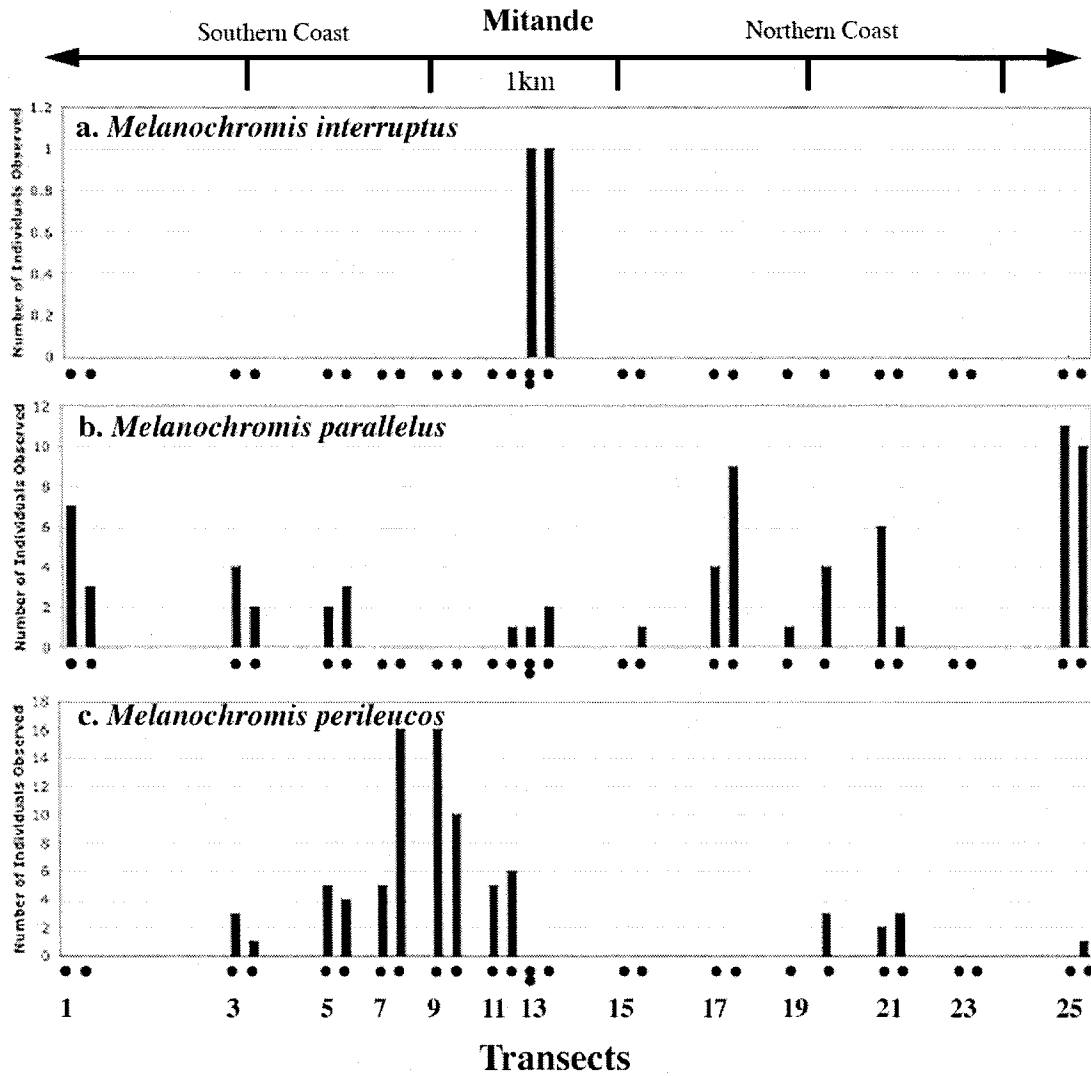 Mitande
Southern Coast
Northern Coast
1km
a. Melanochromis interruptus
Number of Individuals Observed
1.2
1
0.8
0.6
0.4
0.2
0
b. Melanochromis parallelus
Number of Individuals Observed
12
10
8
6
4
2
0
c. Melanochromis perileucos
Number of Individuals Observed
18
16
14
12
10
8
6
4
2
0
1 3 5 7 9 11 13 15 17 19 21 23 25
Transects